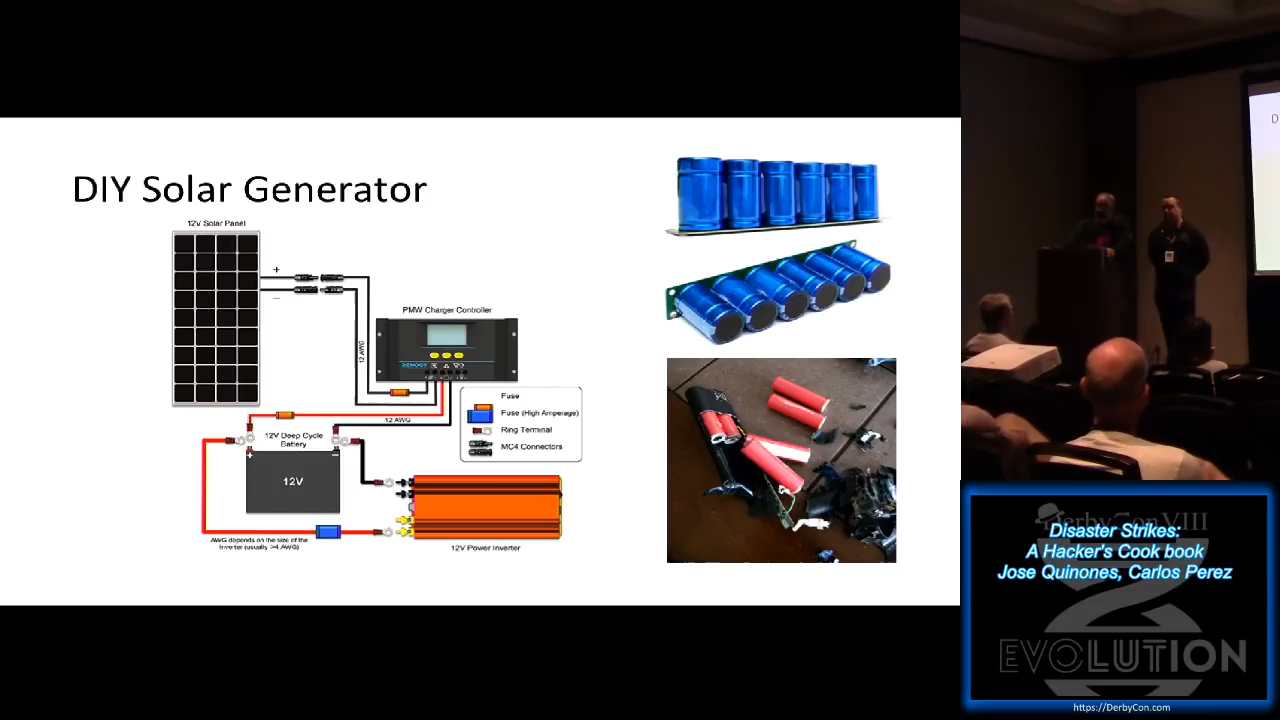 DIY Solar Generator
12V Solar Panel
+
−
PMW Charger Controller
12 AWG
RENOGY
Fuse
Fuse (High Amperage)
Ring Terminal
MC4 Connectors
12 AWG
12V Deep Cycle
Battery
+
−
12V
AWG depends on the size of the
Inverter (usually >4 AWG)
12V Power Inverter
D
DerbyCon VIII
Disaster Strikes:
A Hacker's Cook book
Jose Quinones, Carlos Perez
EVOLUTION
https://DerbyCon.com